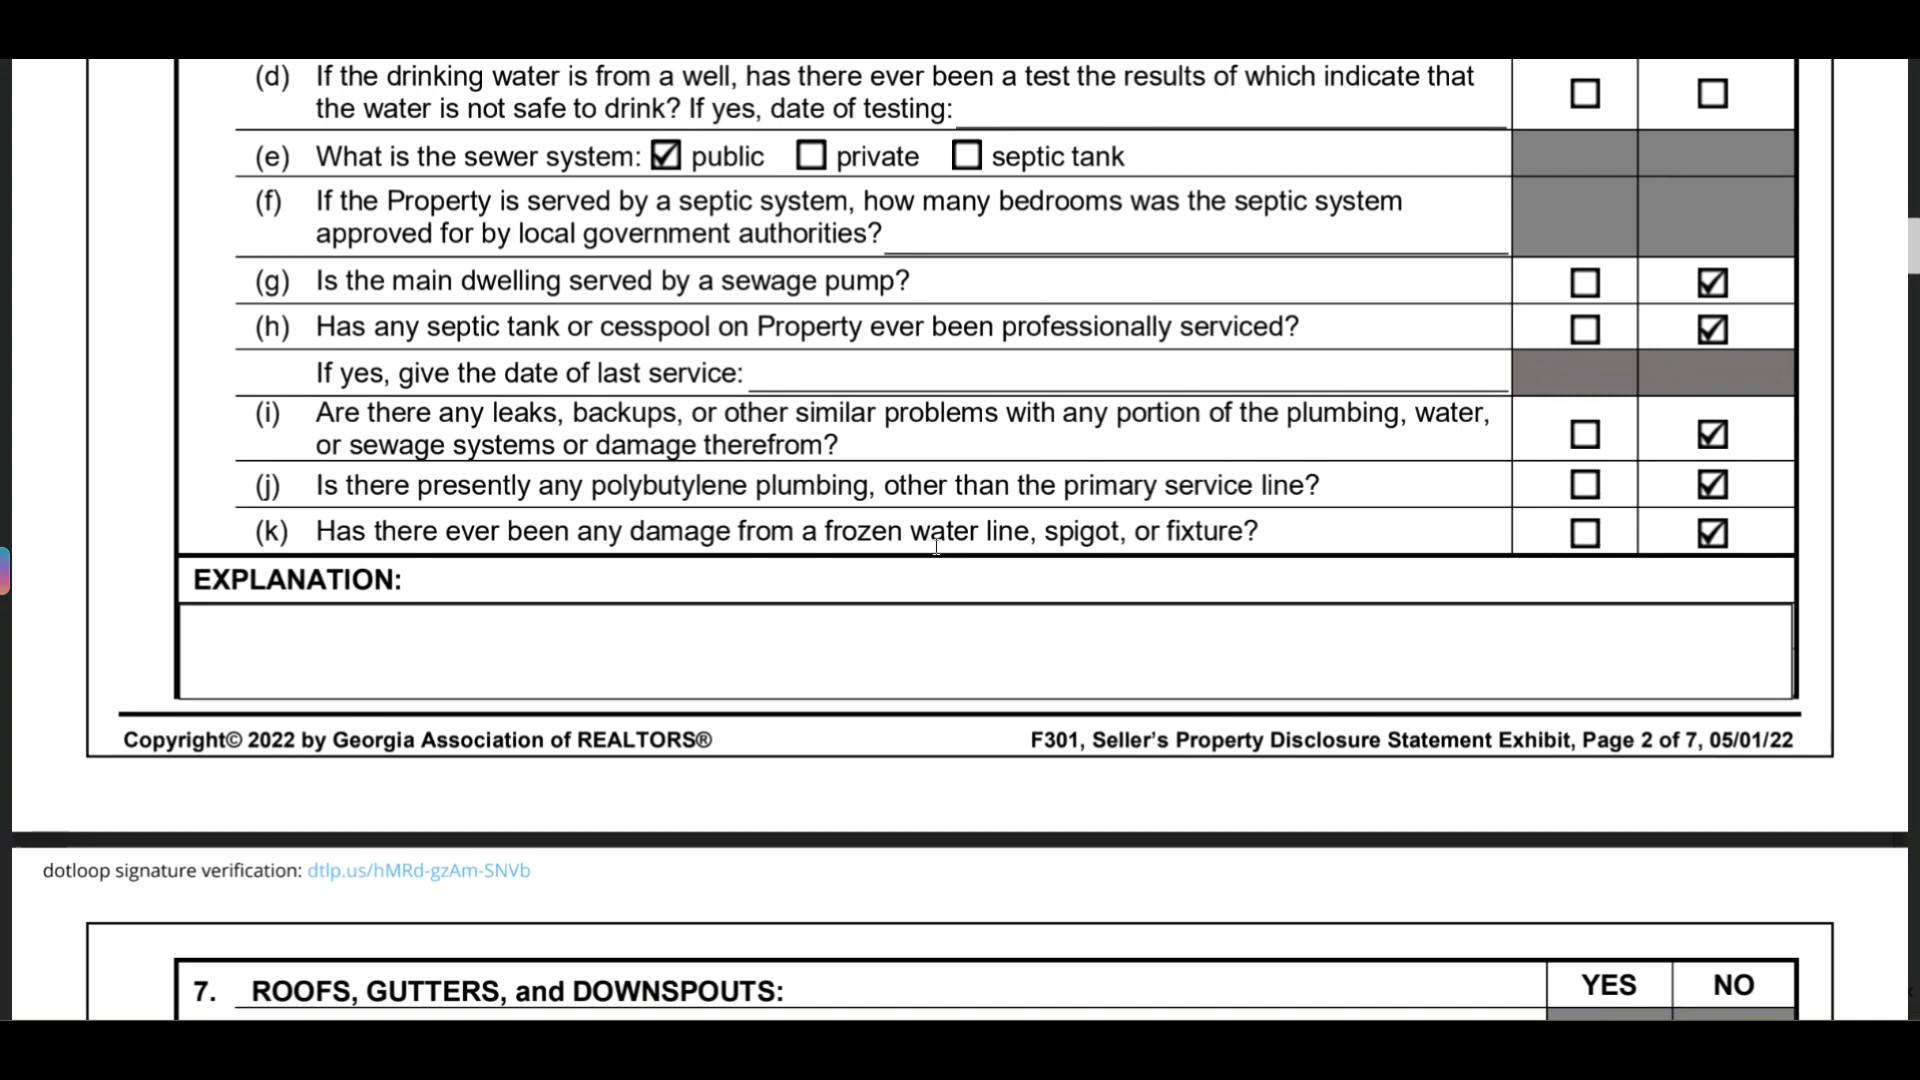 (d) If the drinking water is from a well, has there ever been a test the results of which indicate that
the water is not safe to drink? If yes, date of testing:
(e) What is the sewer system: ☑ public ☐ private ☐ septic tank
(f) If the Property is served by a septic system, how many bedrooms was the septic system
approved for by local government authorities?
(g) Is the main dwelling served by a sewage pump?
(h) Has any septic tank or cesspool on Property ever been professionally serviced?
If yes, give the date of last service:
(i) Are there any leaks, backups, or other similar problems with any portion of the plumbing, water,
or sewage systems or damage therefrom?
(j) Is there presently any polybutylene plumbing, other than the primary service line?
(k) Has there ever been any damage from a frozen water line, spigot, or fixture?
EXPLANATION:
Copyright© 2022 by Georgia Association of REALTORS® F301, Seller's Property Disclosure Statement Exhibit, Page 2 of 7, 05/01/22
dotloop signature verification: dtlp.us/hMRd-gzAm-SNVb
7. ROOFS, GUTTERS, and DOWNSPOUTS: YES NO